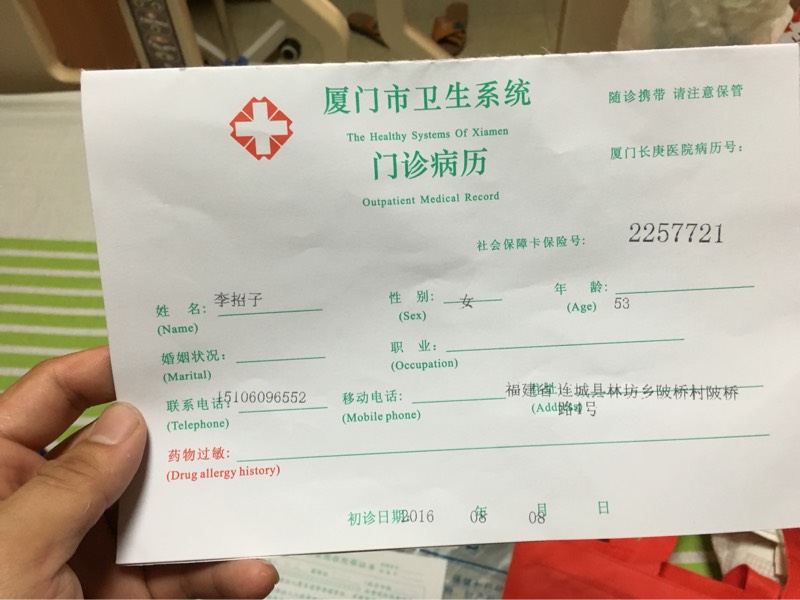 厦门市卫生系统
The Healthy Systems Of Xiamen
门诊病历
Outpatient Medical Record
随诊携带 请注意保管
厦门长庚医院病历号:
社会保障卡保险号: 2257721
姓 名: 李招子 性 别: 女 年 龄:
(Name) (Sex) (Age) 53
婚姻状况: 职 业:
(Marital) (Occupation)
联系电话: 15106096552 移动电话: 福建省连城县林坊乡陂桥村陂桥
(Telephone) (Mobile phone) (Address) 路4号
药物过敏:
(Drug allergy history)
初诊日期: 2016 年 08 月 08 日